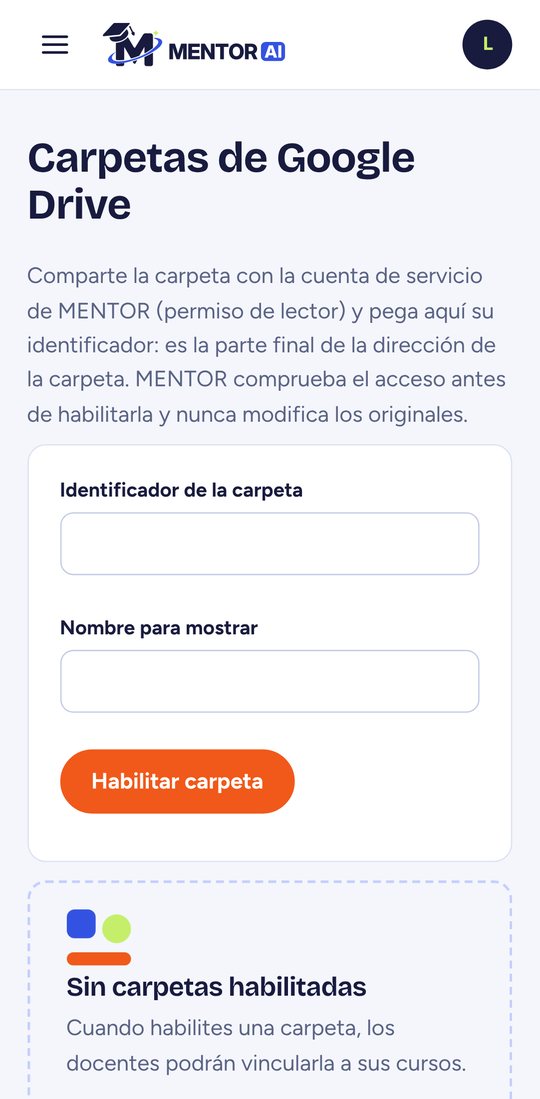 MENTOR AI
L
Carpetas de Google
Drive
Comparte la carpeta con la cuenta de servicio
de MENTOR (permiso de lector) y pega aquí su
identificador: es la parte final de la dirección de
la carpeta. MENTOR comprueba el acceso antes
de habilitarla y nunca modifica los originales.
Identificador de la carpeta
Nombre para mostrar
Habilitar carpeta
Sin carpetas habilitadas
Cuando habilites una carpeta, los
docentes podrán vincularla a sus cursos.